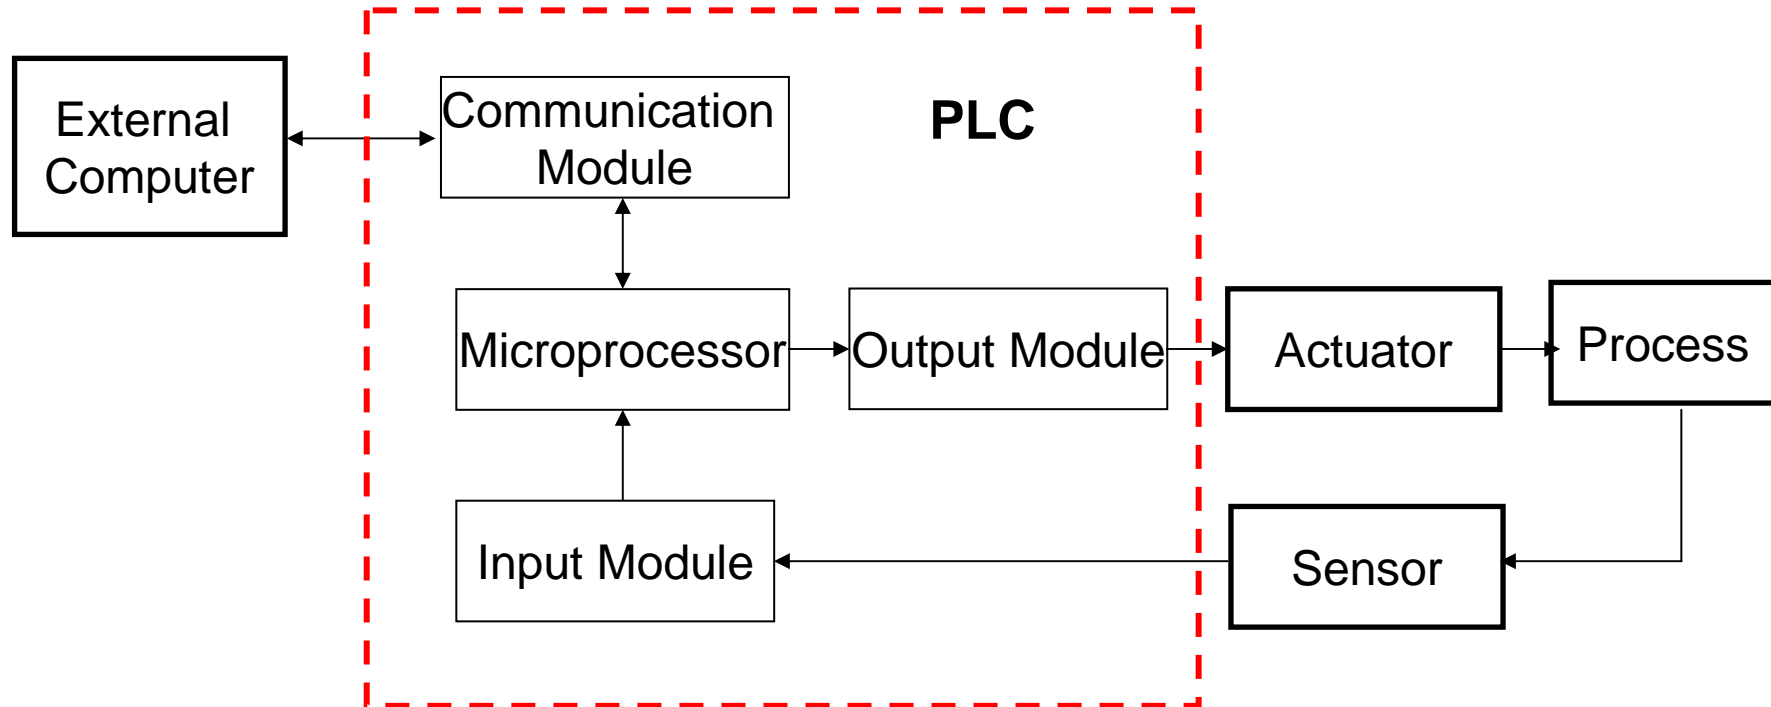 External
Computer
Communication
Module
PLC
Microprocessor
Output Module
Actuator
Process
Input Module
Sensor